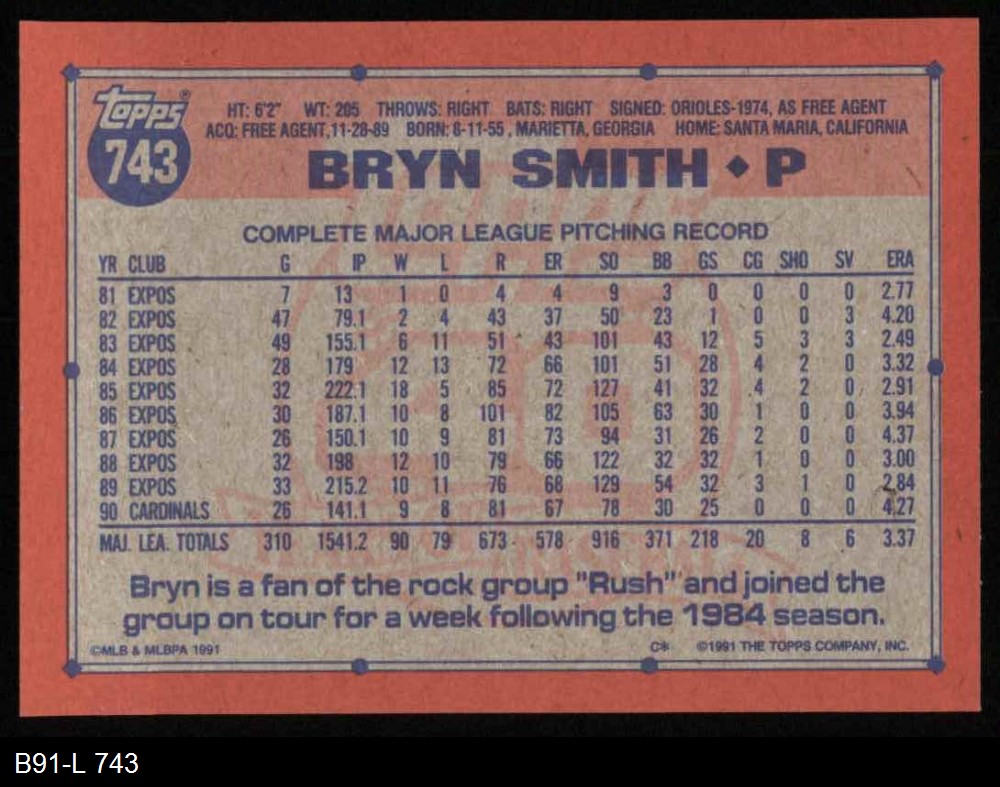 topps®
743
HT: 6'2" WT: 205 THROWS: RIGHT BATS: RIGHT SIGNED: ORIOLES-1974, AS FREE AGENT
ACQ: FREE AGENT,11-28-89 BORN: 8-11-55, MARIETTA, GEORGIA HOME: SANTA MARIA, CALIFORNIA
BRYN SMITH ◆ P
COMPLETE MAJOR LEAGUE PITCHING RECORD
YR CLUB G IP W L R ER SO BB GS CG SHO SV ERA
81 EXPOS 7 13 1 0 4 4 9 3 0 0 0 0 2.77
82 EXPOS 47 79.1 2 4 43 37 50 23 1 0 0 3 4.20
83 EXPOS 49 155.1 6 11 51 43 101 43 12 5 3 3 2.49
84 EXPOS 28 179 12 13 72 66 101 51 28 4 2 0 3.32
85 EXPOS 32 222.1 18 5 85 72 127 41 32 4 2 0 2.91
86 EXPOS 30 187.1 10 8 101 82 105 63 30 1 0 0 3.94
87 EXPOS 26 150.1 10 9 81 73 94 31 26 2 0 0 4.37
88 EXPOS 32 198 12 10 79 66 122 32 32 1 0 0 3.00
89 EXPOS 33 215.2 10 11 76 68 129 54 32 3 1 0 2.84
90 CARDINALS 26 141.1 9 8 81 67 78 30 25 0 0 0 4.27
MAJ. LEA. TOTALS 310 1541.2 90 79 673 578 916 371 218 20 8 6 3.37
Bryn is a fan of the rock group "Rush" and joined the
group on tour for a week following the 1984 season.
©MLB & MLBPA 1991 C* ©1991 THE TOPPS COMPANY, INC.
B91-L 743